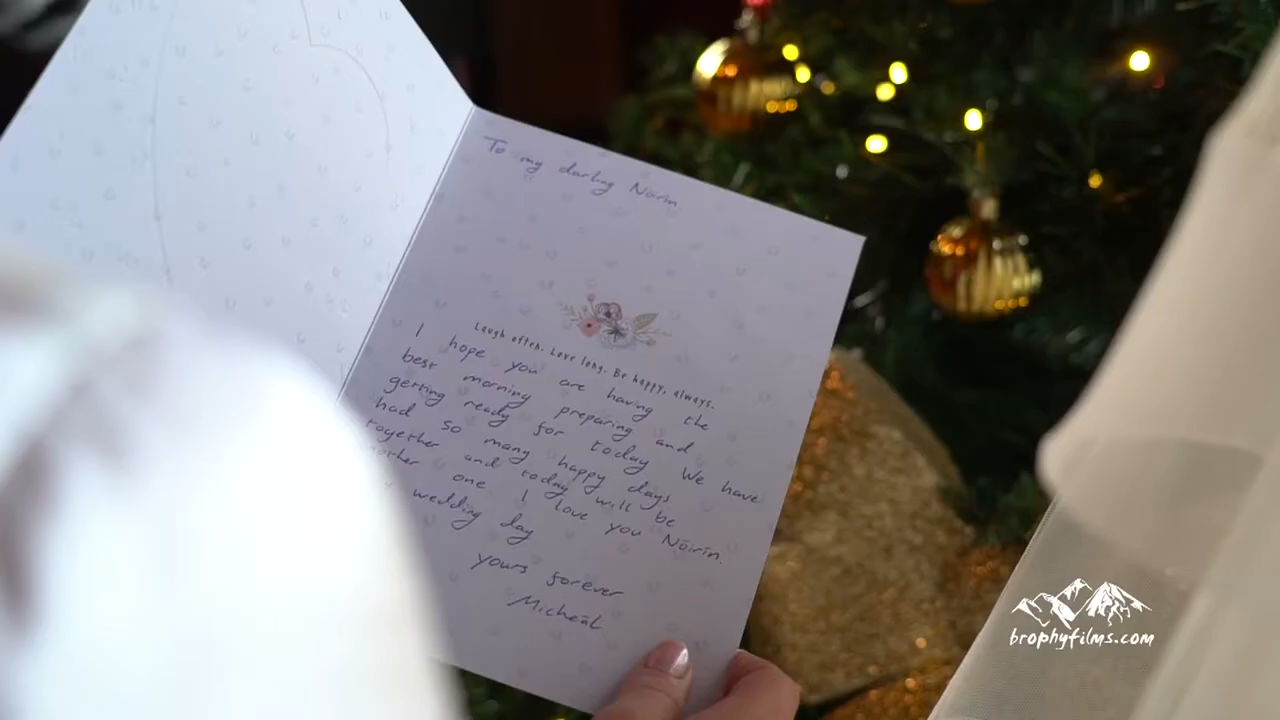 To my darling Nóirín
Laugh often. Love long. Be happy, always.
I hope you are having the
best morning preparing and
getting ready for today We have
had so many happy days
together and today will be
one I love you Nóirín.
wedding day
yours forever
Micheál
brophyfilms.com